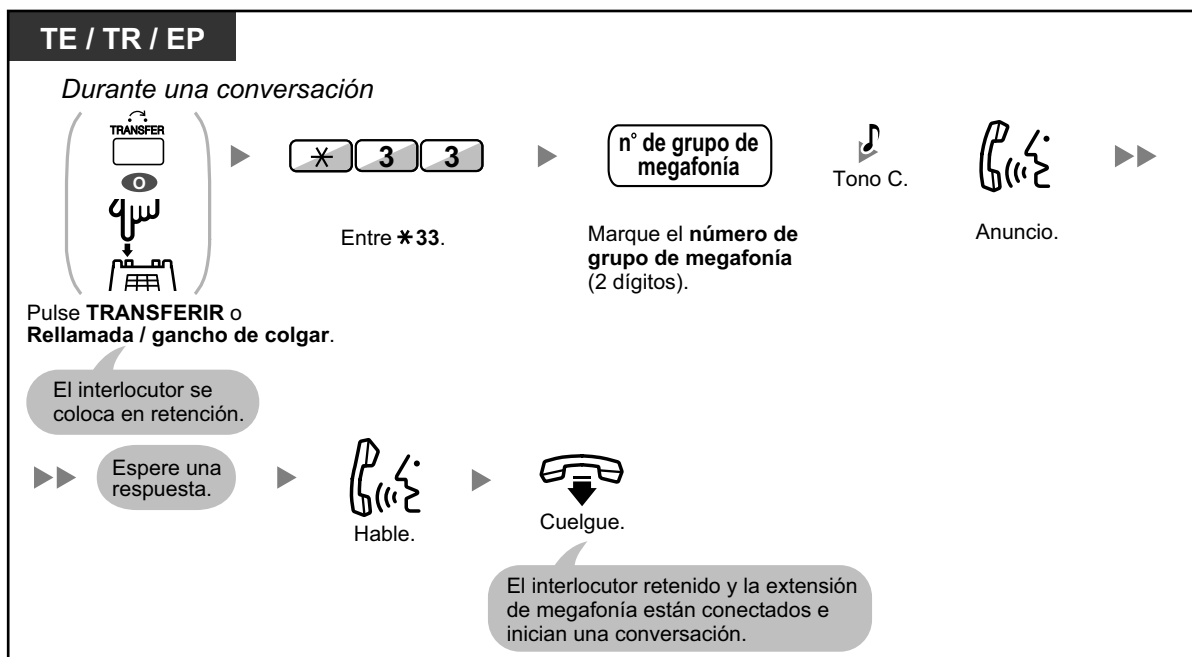 TE / TR / EP
Durante una conversación
TRANSFER
O
✳ 3 3
n° de grupo de
megafonía
Tono C.
Anuncio.
Entre ✳33.
Marque el número de
grupo de megafonía
(2 dígitos).
Pulse TRANSFERIR o
Rellamada / gancho de colgar.
El interlocutor se
coloca en retención.
Espere una
respuesta.
Hable.
Cuelgue.
El interlocutor retenido y la extensión
de megafonía están conectados e
inician una conversación.